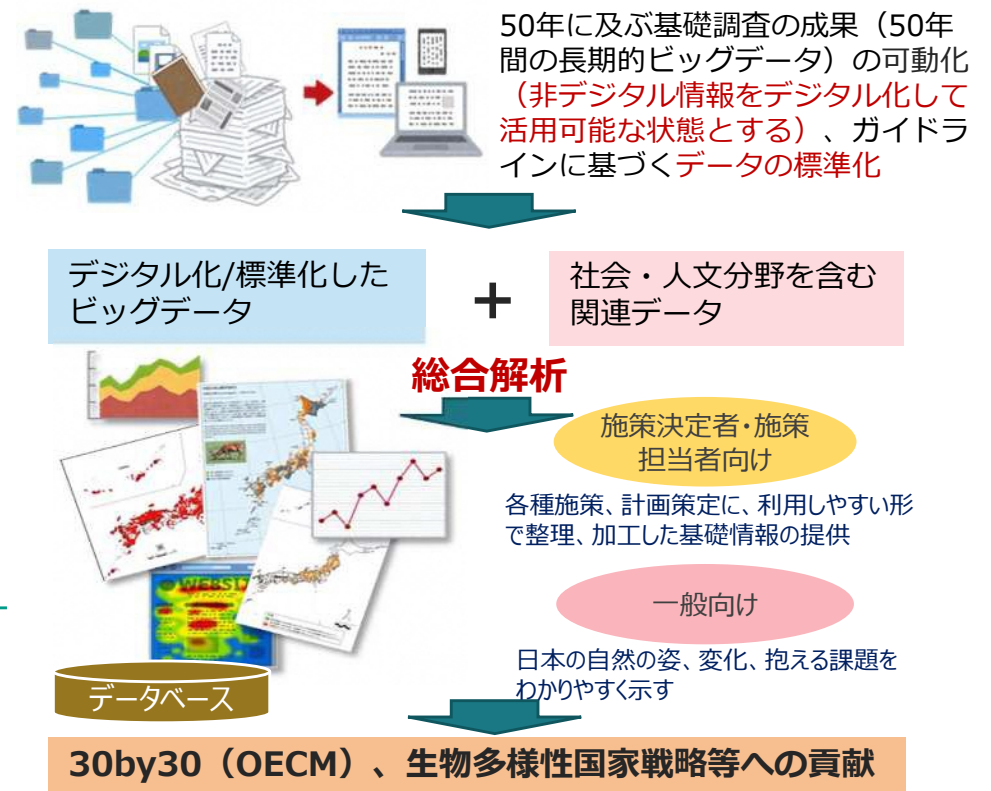 50年に及ぶ基礎調査の成果（50年
間の長期的ビッグデータ）の可動化
（非デジタル情報をデジタル化して
活用可能な状態とする）、ガイドラ
インに基づくデータの標準化
デジタル化/標準化した
ビッグデータ
＋
社会・人文分野を含む
関連データ
総合解析
施策決定者・施策
担当者向け
各種施策、計画策定に、利用しやすい形
で整理、加工した基礎情報の提供
一般向け
日本の自然の姿、変化、抱える課題を
わかりやすく示す
WEBSI
データベース
30by30（OECM）、生物多様性国家戦略等への貢献